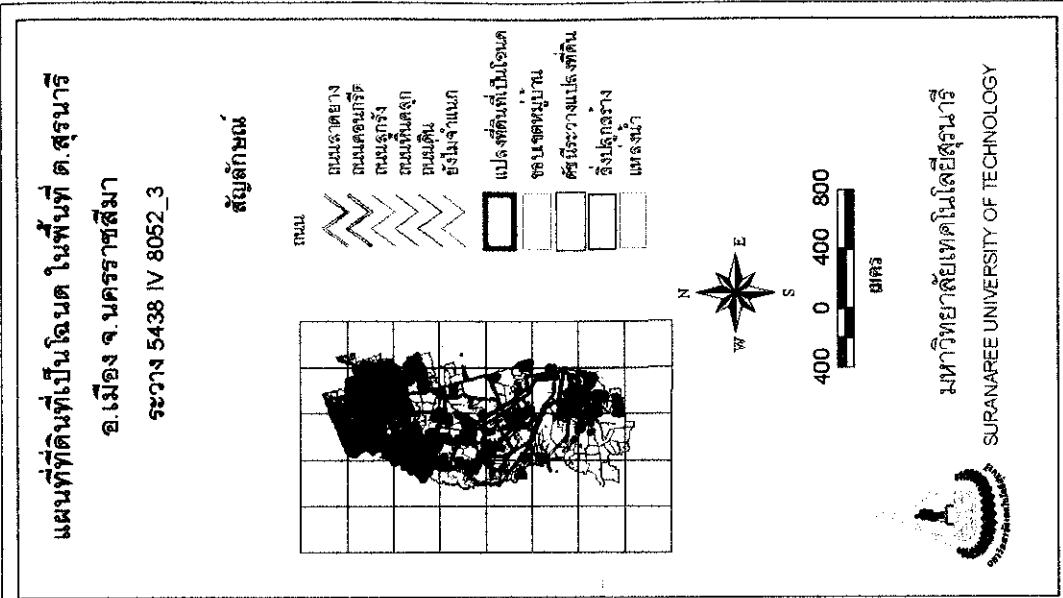 แผนที่ที่ดินที่เป็นโฉนด ในพื้นที่ ต.สุรนารี
อ.เมือง จ.นครราชสีมา
ระวาง 5438 IV 8052_3
สัญลักษณ์
ถนน
ถนนลาดยาง
ถนนคอนกรีต
ถนนลูกรัง
ถนนหินคลุก
ถนนดิน
ยังไม่จำแนก
แปลงที่ดินที่เป็นโฉนด
ขอบเขตหมู่บ้าน
ดัชนีระวางแปลงที่ดิน
สิ่งปลูกสร้าง
แหล่งน้ำ
N
W
E
S
400 0 400 800
เมตร
มหาวิทยาลัยเทคโนโลยีสุรนารี
SURANAREE UNIVERSITY OF TECHNOLOGY